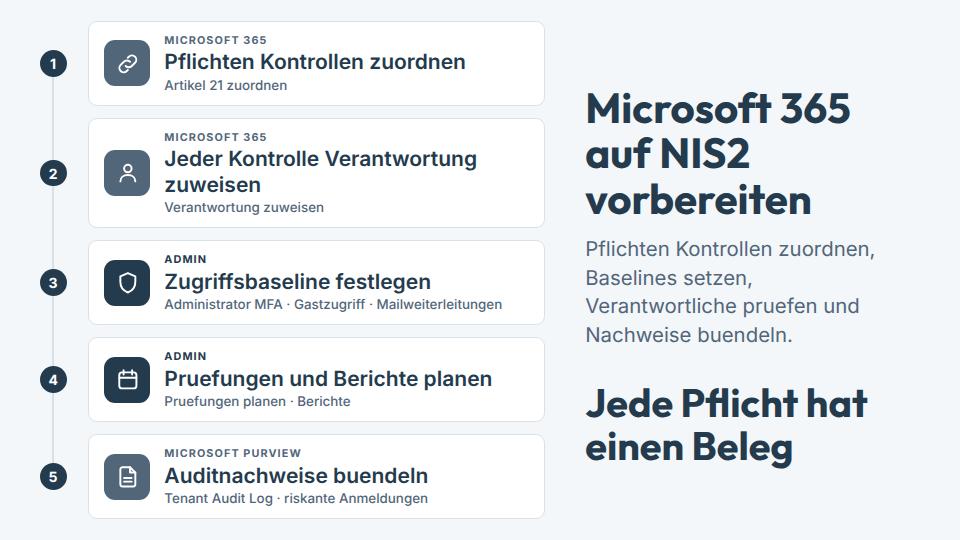 1
MICROSOFT 365
Pflichten Kontrollen zuordnen
Artikel 21 zuordnen
2
MICROSOFT 365
Jeder Kontrolle Verantwortung
zuweisen
Verantwortung zuweisen
3
ADMIN
Zugriffsbaseline festlegen
Administrator MFA · Gastzugriff · Mailweiterleitungen
4
ADMIN
Pruefungen und Berichte planen
Pruefungen planen · Berichte
5
MICROSOFT PURVIEW
Auditnachweise buendeln
Tenant Audit Log · riskante Anmeldungen
Microsoft 365
auf NIS2
vorbereiten
Pflichten Kontrollen zuordnen,
Baselines setzen,
Verantwortliche pruefen und
Nachweise buendeln.
Jede Pflicht hat
einen Beleg